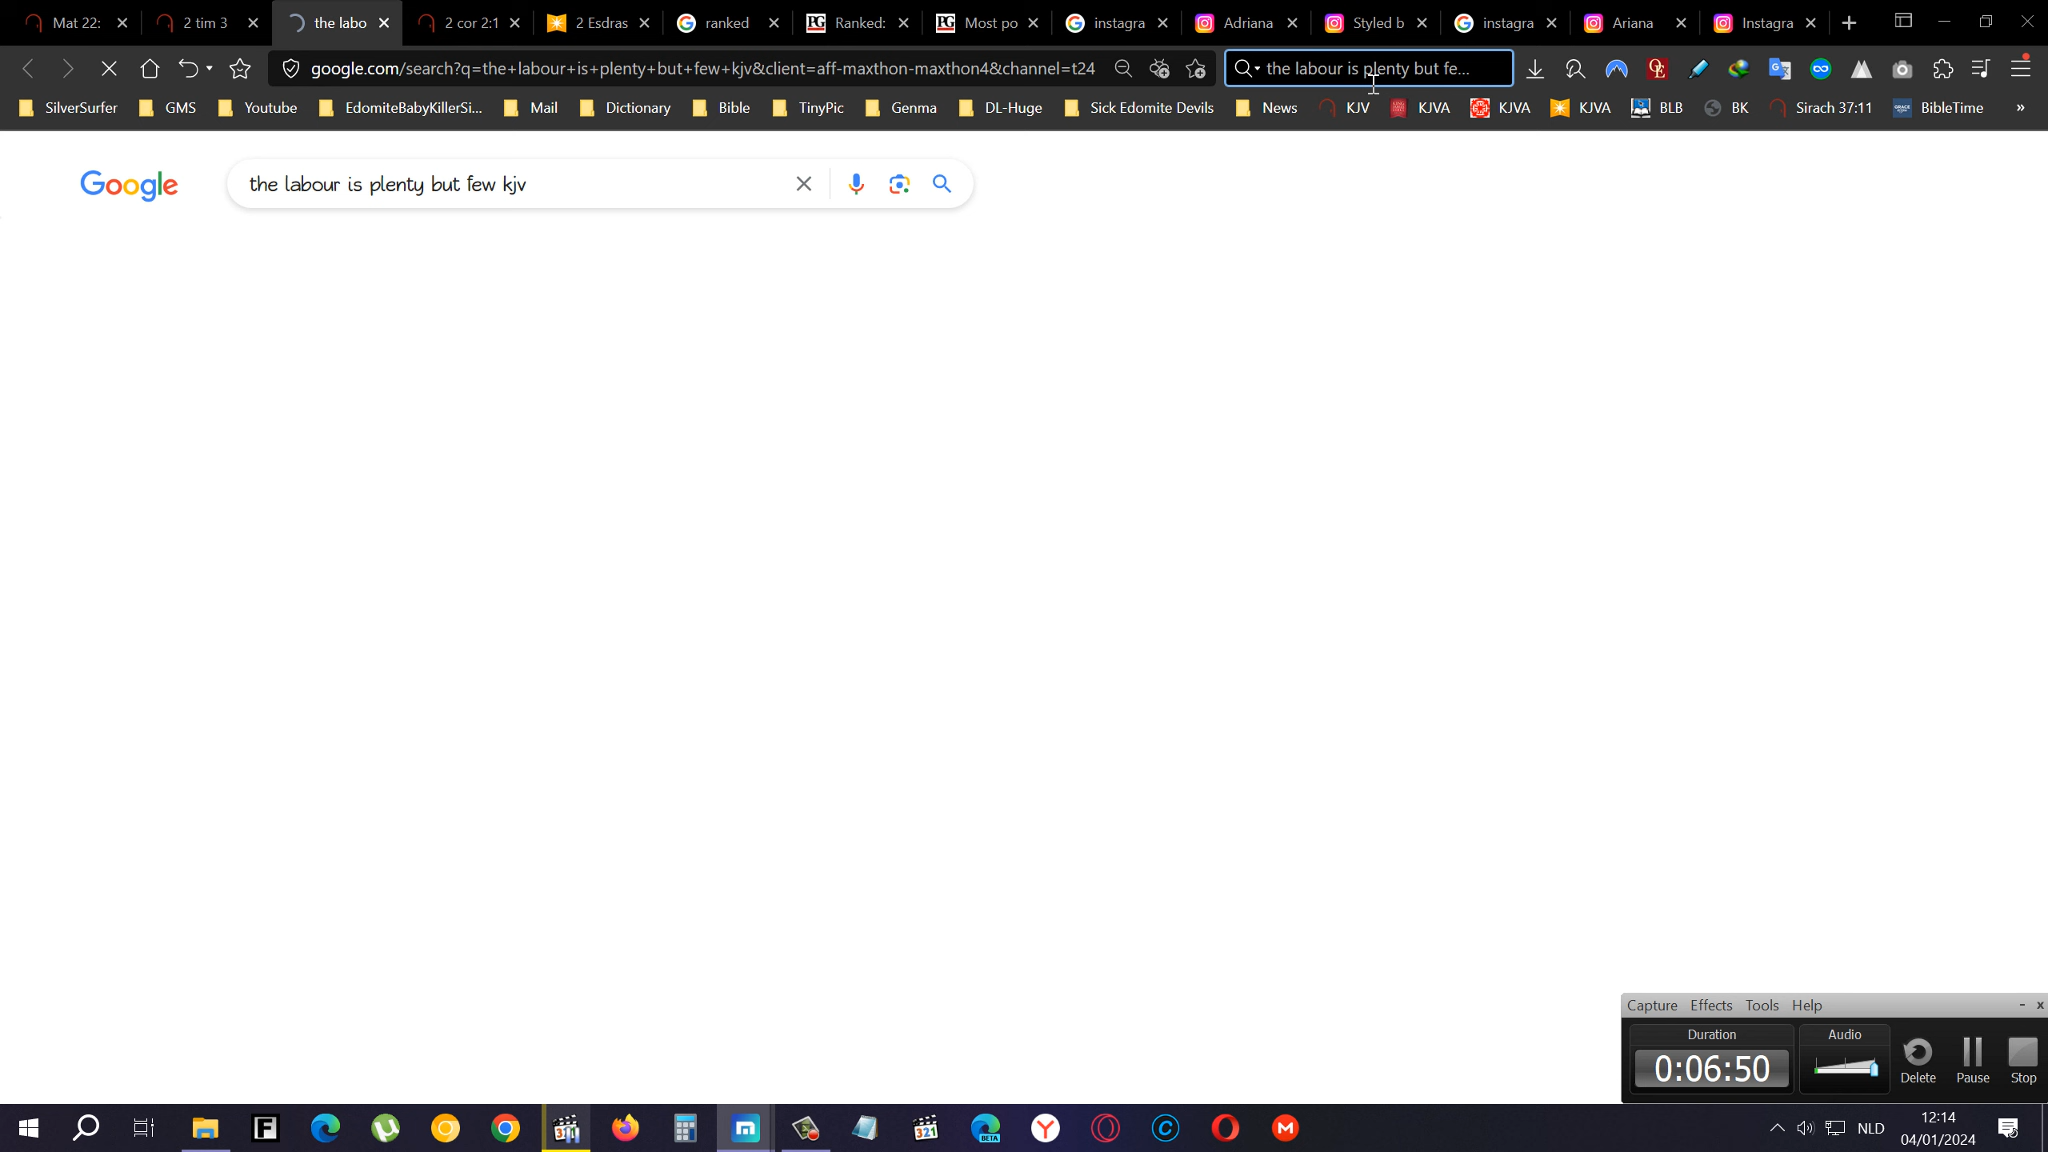 Mat 22:
2 tim 3
the labo
2 cor 2:1
2 Esdras
ranked
Ranked:
Most po
instagra
Adriana
Styled b
instagra
Ariana
Instagra
google.com/search?q=the+labour+is+plenty+but+few+kjv&client=aff-maxthon-maxthon4&channel=t24
the labour is plenty but fe...
SilverSurfer
GMS
Youtube
EdomiteBabyKillerSi...
Mail
Dictionary
Bible
TinyPic
Genma
DL-Huge
Sick Edomite Devils
News
KJV
KJVA
KJVA
KJVA
BLB
BK
Sirach 37:11
BibleTime
»
Google
the labour is plenty but few kjv
Capture Effects Tools Help
Duration
Audio
0:06:50
Delete
Pause
Stop
NLD
12:14
04/01/2024